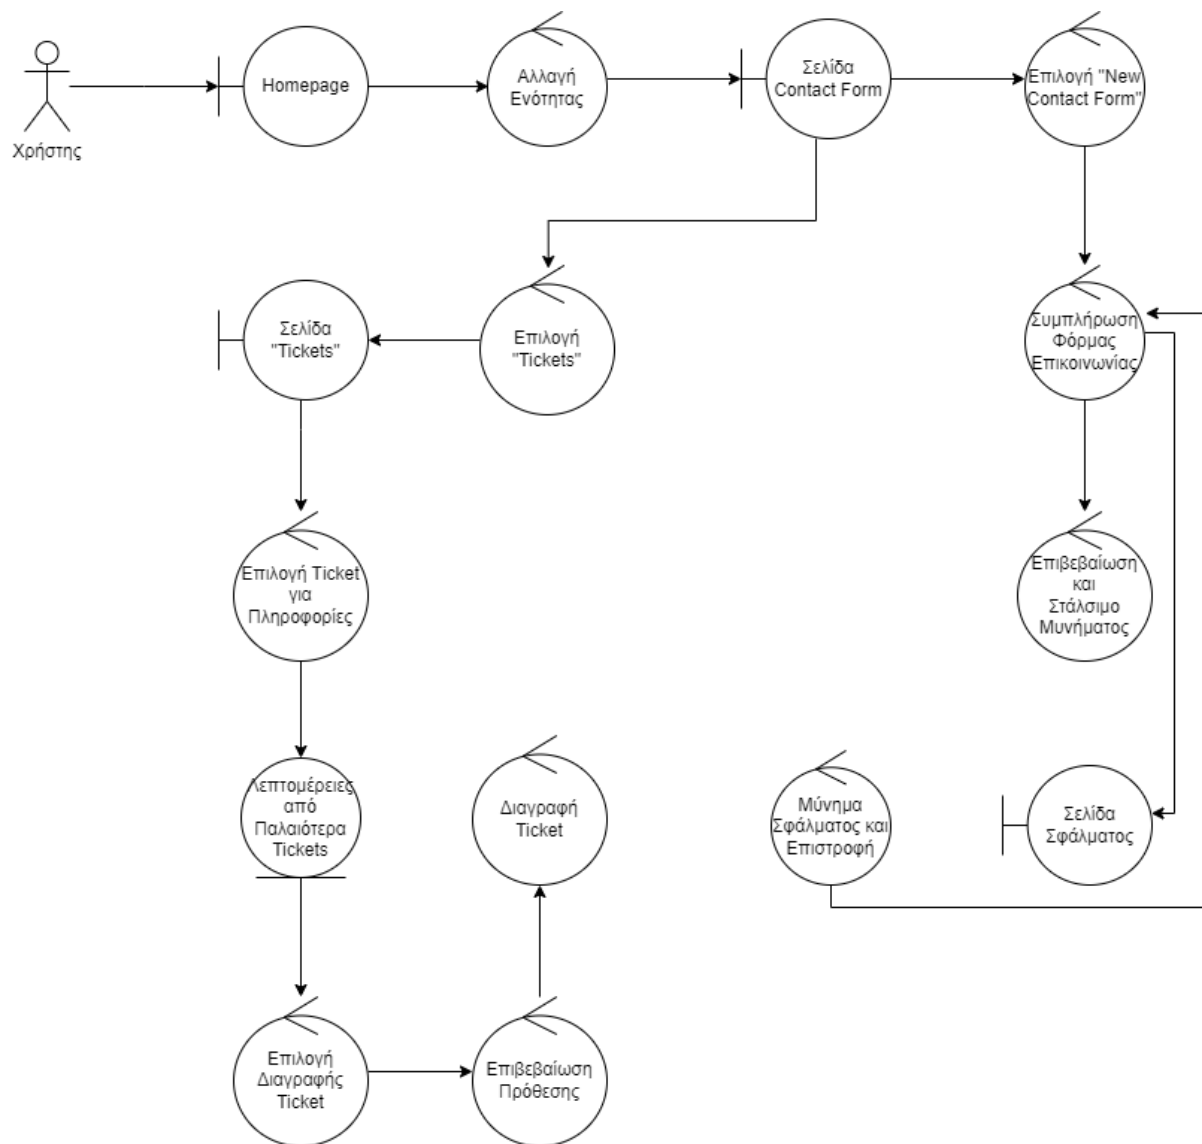 Χρήστης
Homepage
Αλλαγή
Ενότητας
Σελίδα
Contact Form
Επιλογή "New
Contact Form"
Σελίδα
"Tickets"
Επιλογή
"Tickets"
Συμπλήρωση
Φόρμας
Επικοινωνίας
Επιλογή Ticket
για
Πληροφορίες
Επιβεβαίωση
και
Στάλσιμο
Μυνήματος
Λεπτομέρειες
από
Παλαιότερα
Tickets
Διαγραφή
Ticket
Μύνημα
Σφάλματος και
Επιστροφή
Σελίδα
Σφάλματος
Επιλογή
Διαγραφής
Ticket
Επιβεβαίωση
Πρόθεσης